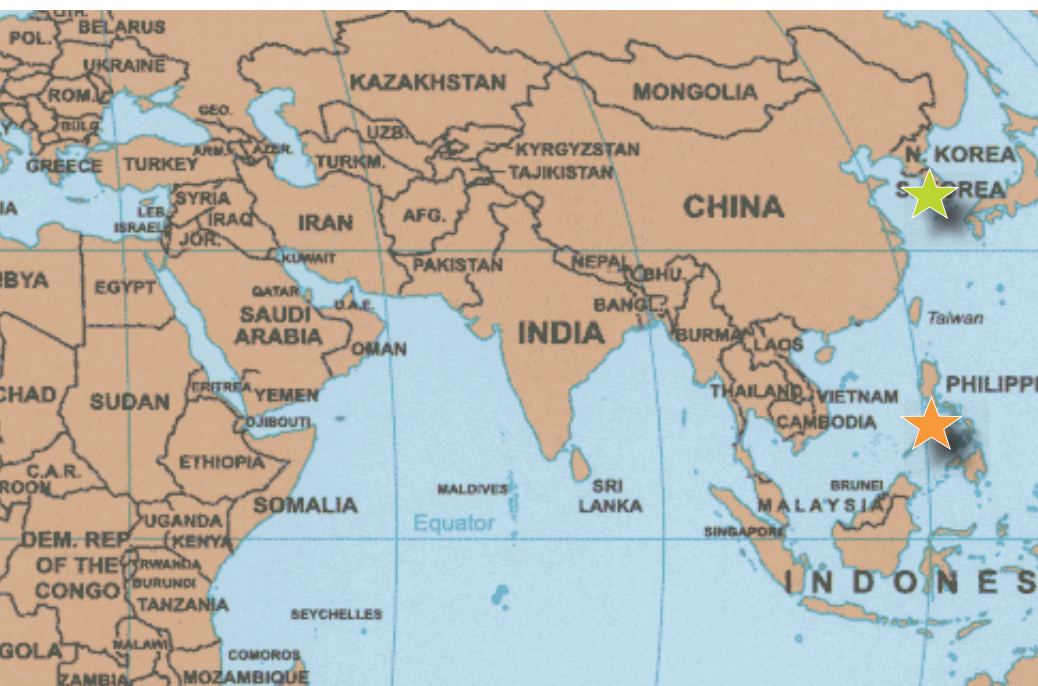 BELARUS
POL.
UKRAINE
ROM.
BULG.
GREECE
TURKEY
GEO.
ARM.
AZER.
KAZAKHSTAN
MONGOLIA
UZB.
TURKM.
KYRGYZSTAN
TAJIKISTAN
N. KOREA
S. KOREA
CHINA
SYRIA
LEB.
ISRAEL
IRAQ
JOR.
IRAN
AFG.
KUWAIT
PAKISTAN
NEPAL
BHU.
BANGL.
IBYA
EGYPT
QATAR
U.A.E.
SAUDI
ARABIA
OMAN
INDIA
BURMA
LAOS
Taiwan
CHAD
SUDAN
ERITREA
YEMEN
DJIBOUTI
THAILAND
VIETNAM
CAMBODIA
PHILIPPI
C.A.R.
ROON
ETHIOPIA
SOMALIA
MALDIVES
SRI
LANKA
BRUNEI
MALAYSIA
SINGAPORE
Equator
UGANDA
KENYA
DEM. REP.
OF THE
CONGO
RWANDA
BURUNDI
TANZANIA
SEYCHELLES
INDONES
GOLA
MALAWI
COMOROS
ZAMBIA
MOZAMBIQUE